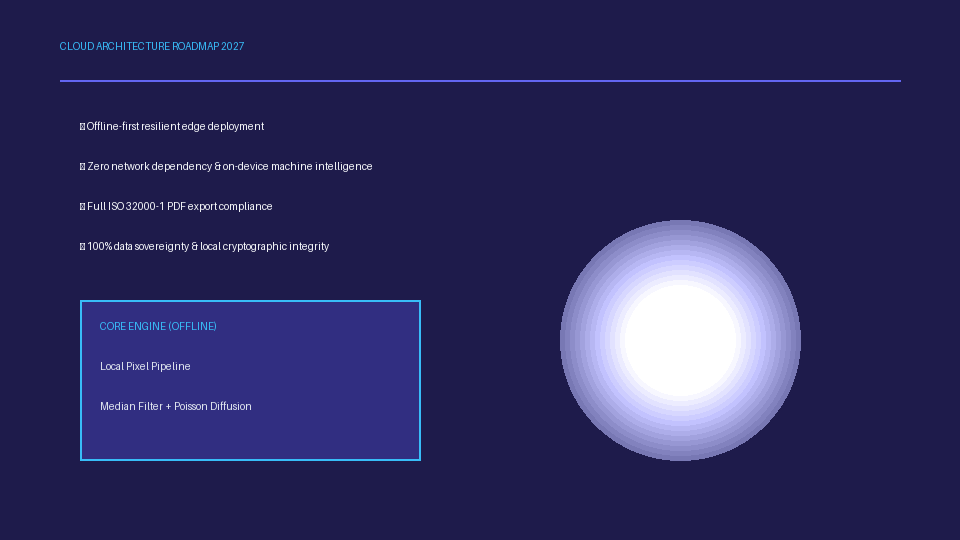 CLOUD ARCHITECTURE ROADMAP 2027
Offline-first resilient edge deployment
Zero network dependency & on-device machine intelligence
Full ISO 32000-1 PDF export compliance
100% data sovereignty & local cryptographic integrity
CORE ENGINE (OFFLINE)
Local Pixel Pipeline
Median Filter + Poisson Diffusion